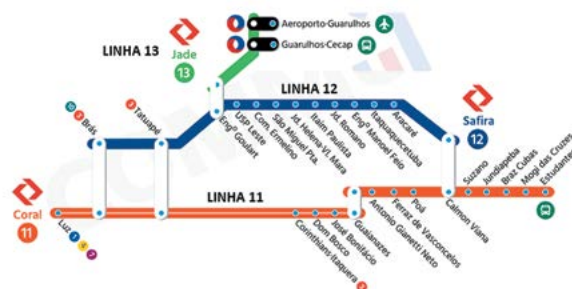 Aeroporto-Guarulhos
Guarulhos-Cecap
LINHA 13
Jade
13
LINHA 12
Safira
12
Brás
Tatuapé
Engº Goulart
USP Leste
Com. Ermelino
São Miguel Pta.
Jd. Helena-Vl. Mara
Itaim Paulista
Jd. Romano
Engº Manoel Feio
Itaquaquecetuba
Aracaré
LINHA 11
Coral
11
Luz
Corinthians-Itaquera
Dom Bosco
José Bonifácio
Guaianazes
Antonio Gianetti Neto
Ferraz de Vasconcelos
Poá
Calmon Viana
Suzano
Jundiapeba
Braz Cubas
Mogi das Cruzes
Estudantes